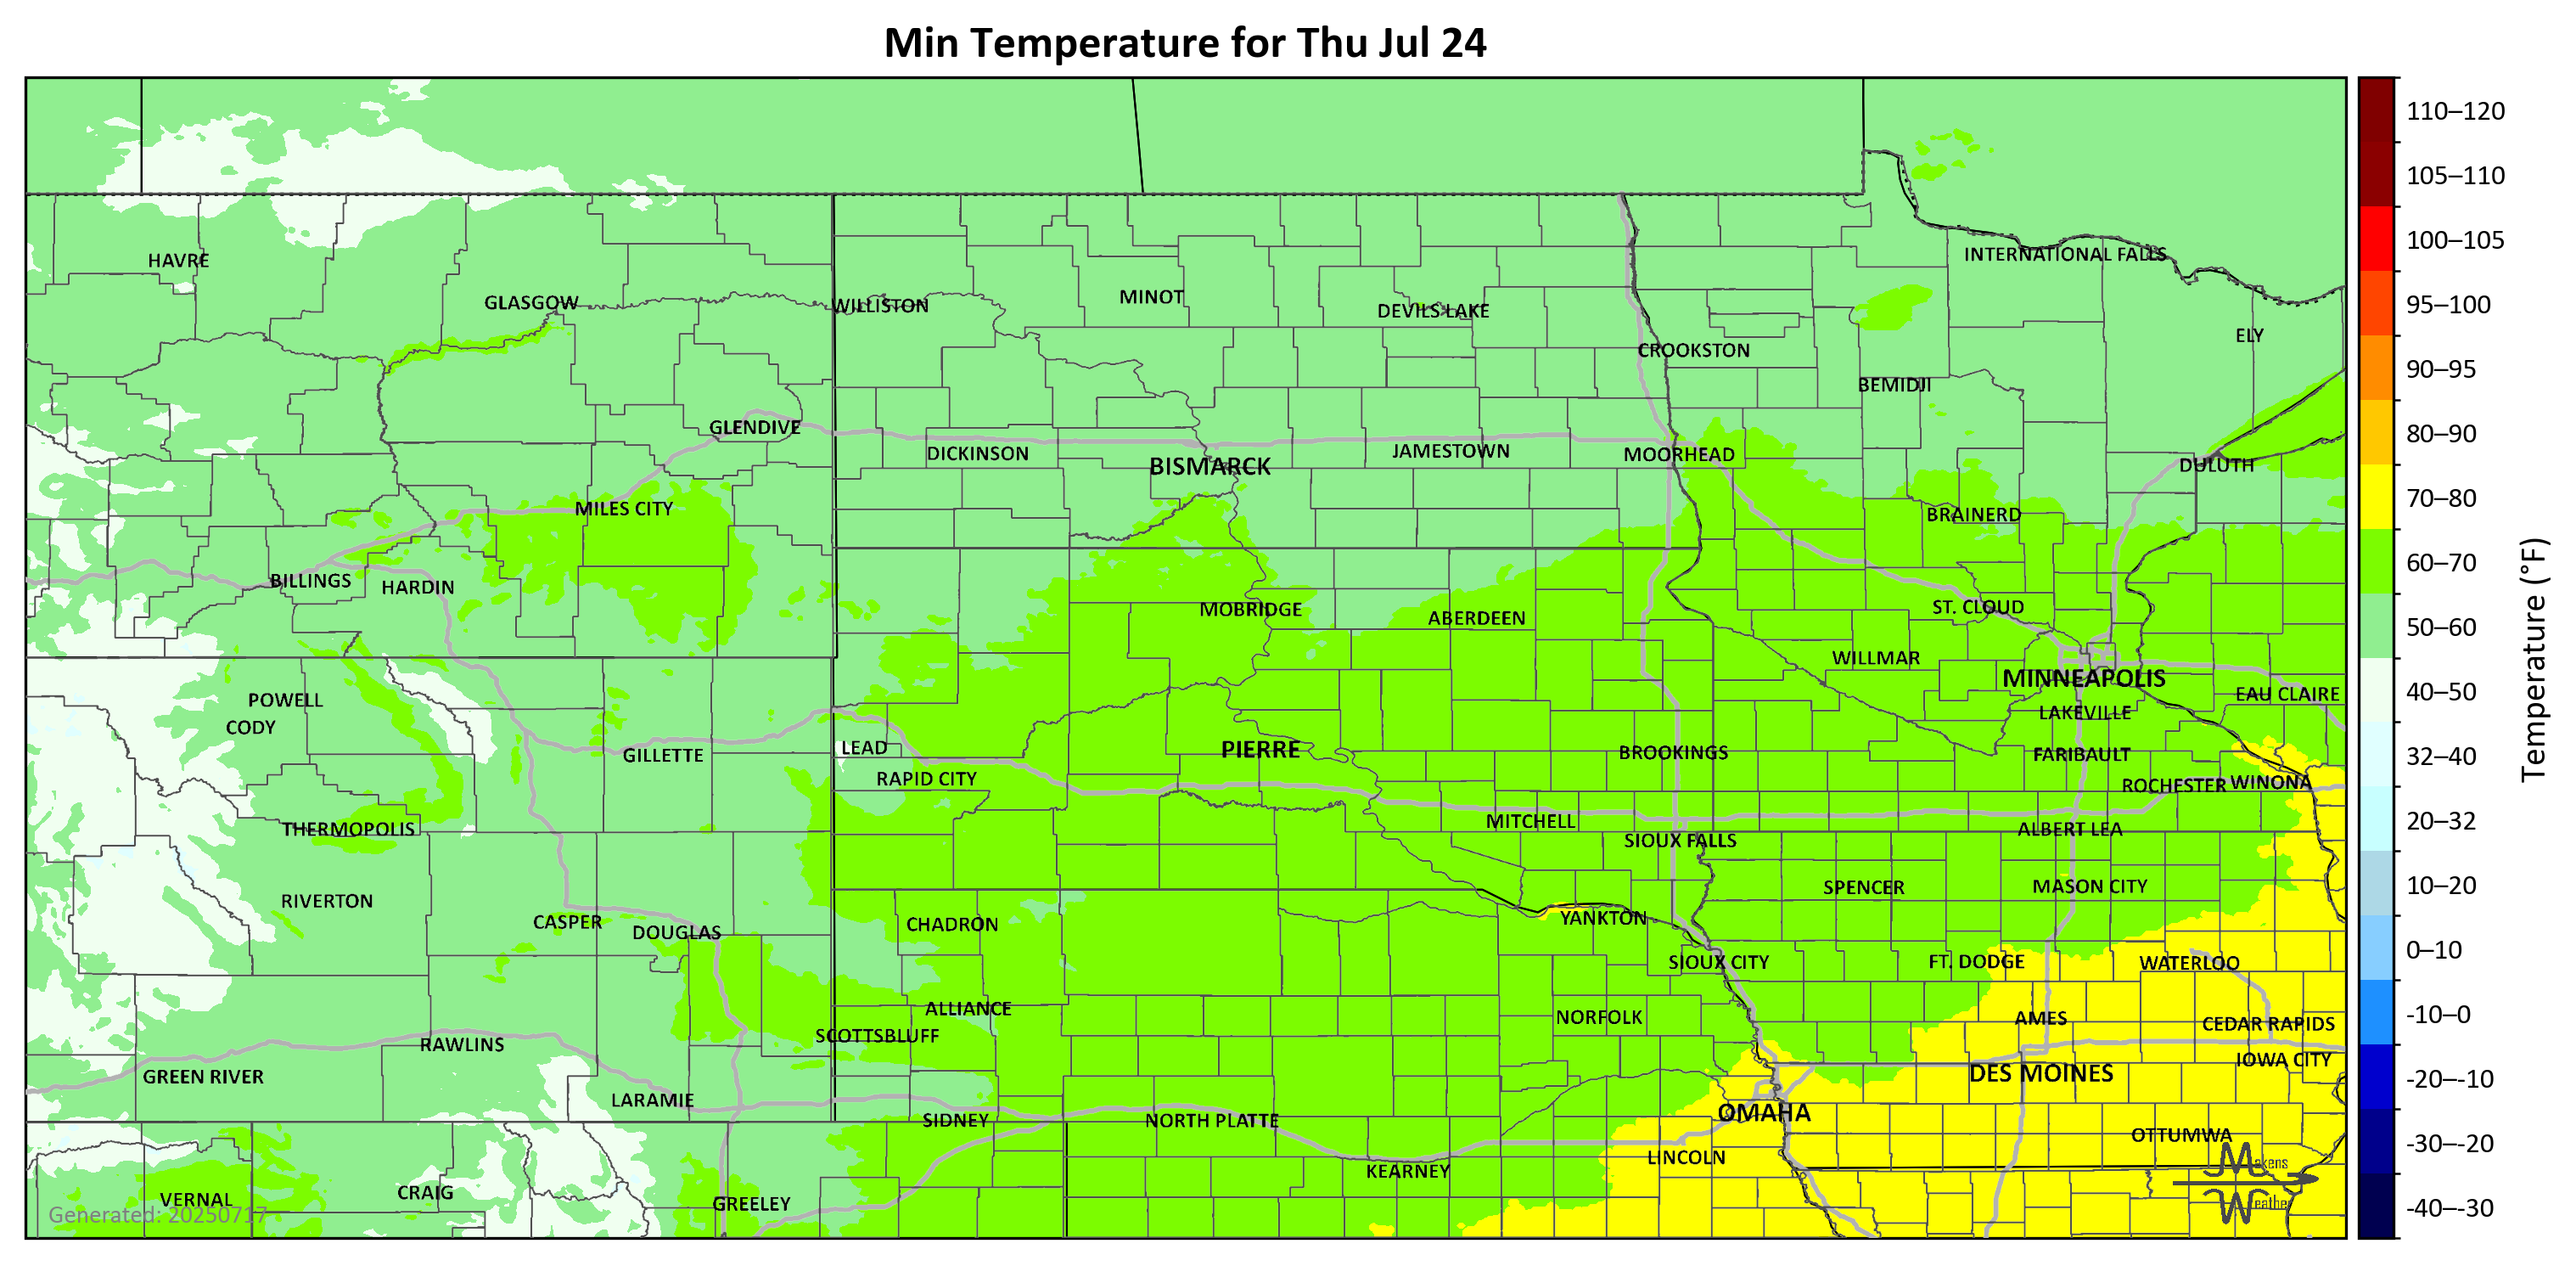 Min Temperature for Thu Jul 24
HAVRE
GLASGOW
WILLISTON
MINOT
DEVILS LAKE
INTERNATIONAL FALLS
CROOKSTON
ELY
BEMIDJI
GLENDIVE
DICKINSON
BISMARCK
JAMESTOWN
MOORHEAD
DULUTH
MILES CITY
BRAINERD
BILLINGS
HARDIN
MOBRIDGE
ABERDEEN
ST. CLOUD
WILLMAR
MINNEAPOLIS
POWELL
EAU CLAIRE
CODY
LAKEVILLE
GILLETTE
LEAD
PIERRE
BROOKINGS
FARIBAULT
RAPID CITY
ROCHESTER
WINONA
THERMOPOLIS
MITCHELL
SIOUX FALLS
ALBERT LEA
RIVERTON
SPENCER
MASON CITY
CASPER
DOUGLAS
CHADRON
YANKTON
SIOUX CITY
FT. DODGE
WATERLOO
ALLIANCE
NORFOLK
AMES
CEDAR RAPIDS
SCOTTSBLUFF
RAWLINS
IOWA CITY
GREEN RIVER
DES MOINES
LARAMIE
SIDNEY
NORTH PLATTE
OMAHA
OTTUMWA
KEARNEY
LINCOLN
VERNAL
CRAIG
GREELEY
Generated: 20250717
Makens
Weather
110–120
105–110
100–105
95–100
90–95
80–90
70–80
60–70
50–60
40–50
32–40
20–32
10–20
0–10
-10–0
-20–-10
-30–-20
-40–-30
Temperature (°F)